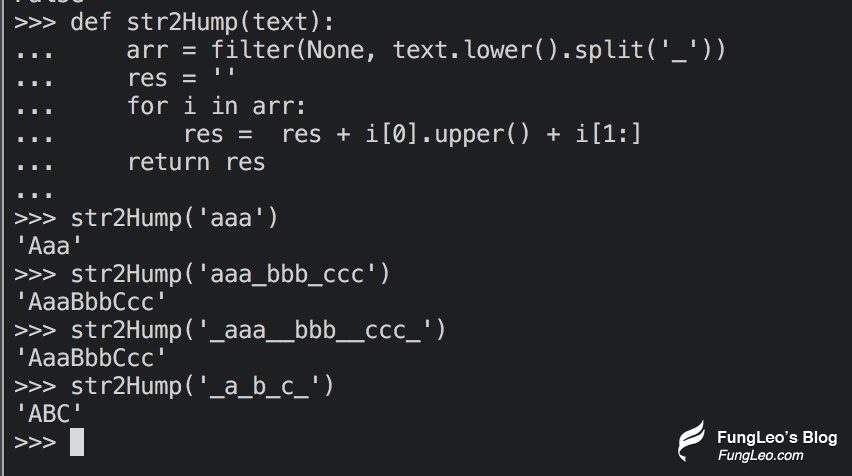 >>> def str2Hump(text):
...     arr = filter(None, text.lower().split('_'))
...     res = ''
...     for i in arr:
...         res =  res + i[0].upper() + i[1:]
...     return res
...
>>> str2Hump('aaa')
'Aaa'
>>> str2Hump('aaa_bbb_ccc')
'AaaBbbCcc'
>>> str2Hump('_aaa__bbb__ccc_')
'AaaBbbCcc'
>>> str2Hump('_a_b_c_')
'ABC'
>>>
FungLeo's Blog
FungLeo.com